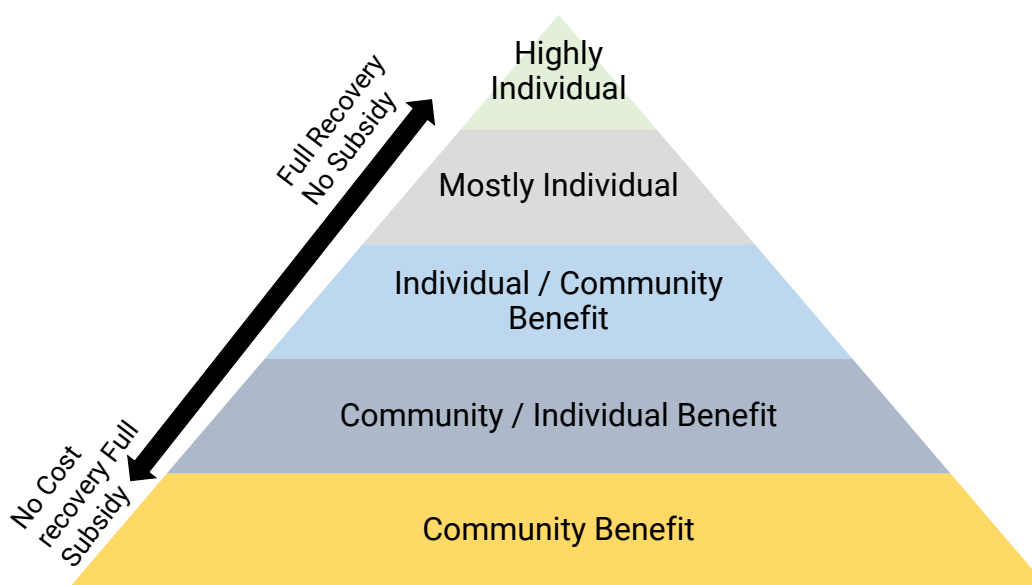 Highly
Individual
Full Recovery
No Subsidy
Mostly Individual
Individual / Community
Benefit
Community / Individual Benefit
No Cost
recovery Full
Subsidy
Community Benefit